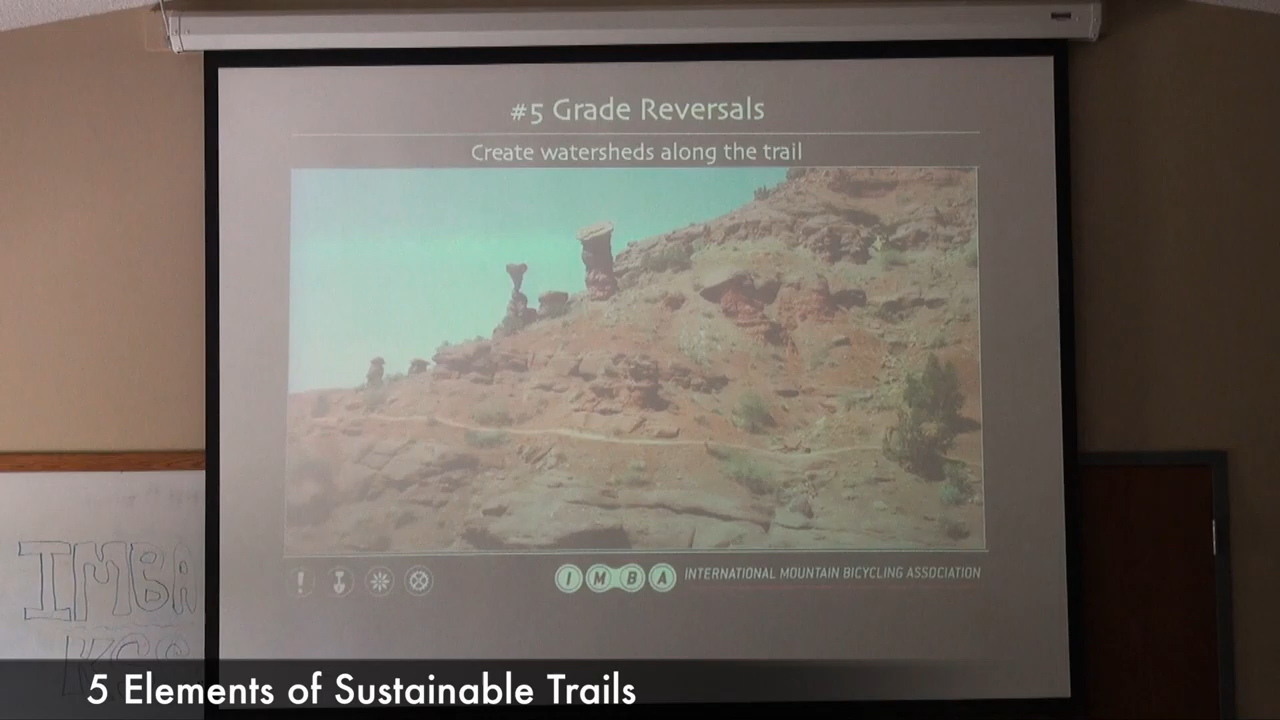 #5 Grade Reversals
Create watersheds along the trail
IMBA INTERNATIONAL MOUNTAIN BICYCLING ASSOCIATION
IMBA
5 Elements of Sustainable Trails